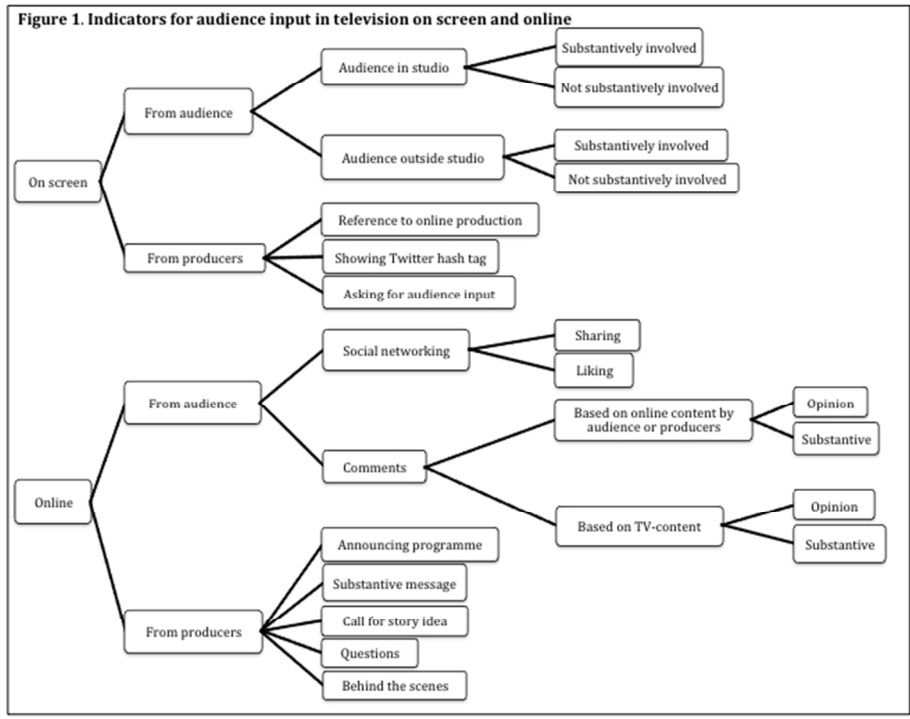 Figure 1. Indicators for audience input in television on screen and online
On screen
From audience
Audience in studio
Substantively involved
Not substantively involved
Audience outside studio
Substantively involved
Not substantively involved
From producers
Reference to online production
Showing Twitter hash tag
Asking for audience input
Online
From audience
Social networking
Sharing
Liking
Comments
Based on online content by
audience or producers
Opinion
Substantive
Based on TV-content
Opinion
Substantive
From producers
Announcing programme
Substantive message
Call for story idea
Questions
Behind the scenes